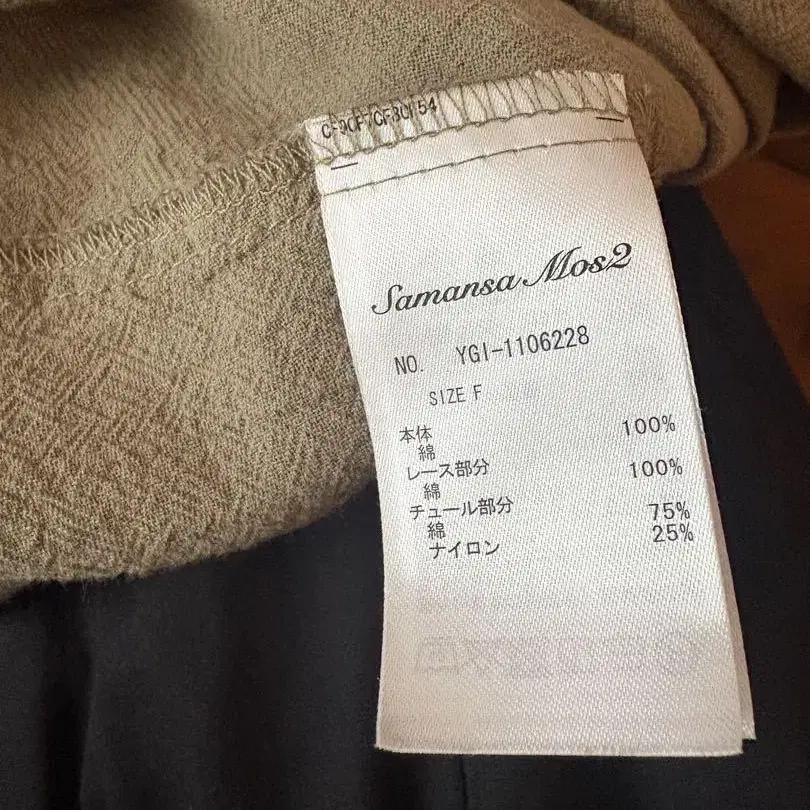 Samansa Mos2
NO. YGI-1106228
SIZE F
本体
綿 100%
レース部分
綿 100%
チュール部分
綿 75%
ナイロン 25%